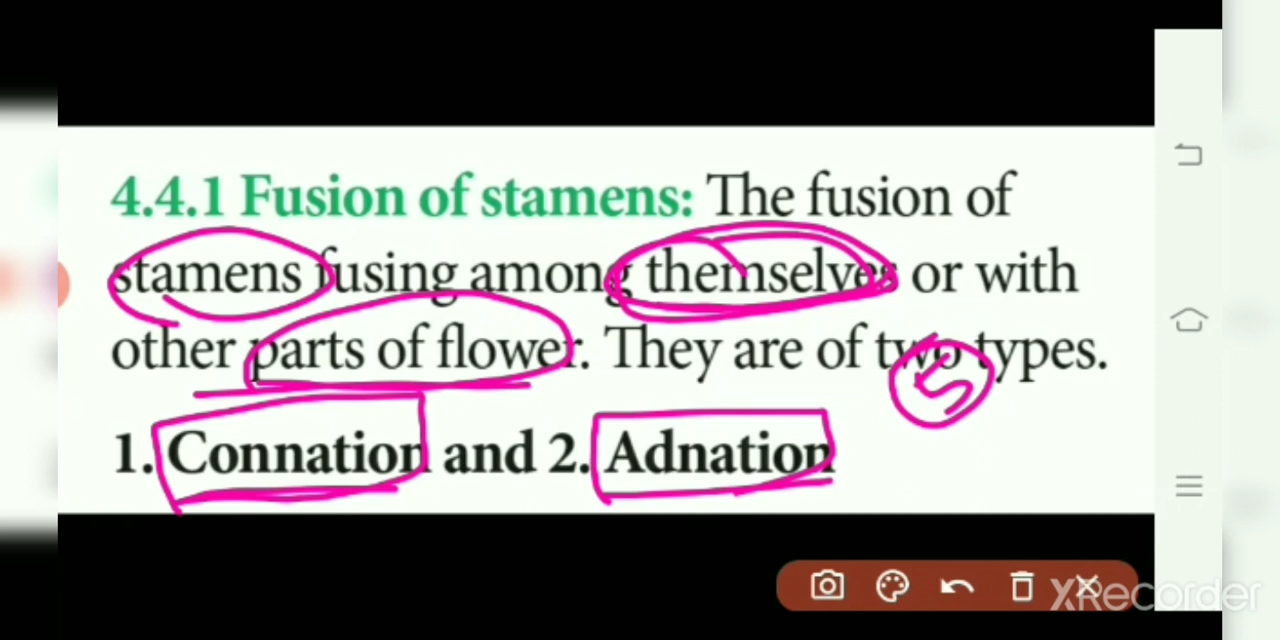 4.4.1 Fusion of stamens: The fusion of
stamens fusing among themselves or with
other parts of flower. They are of two types.
5
1. Connation and 2. Adnation
XRecorder